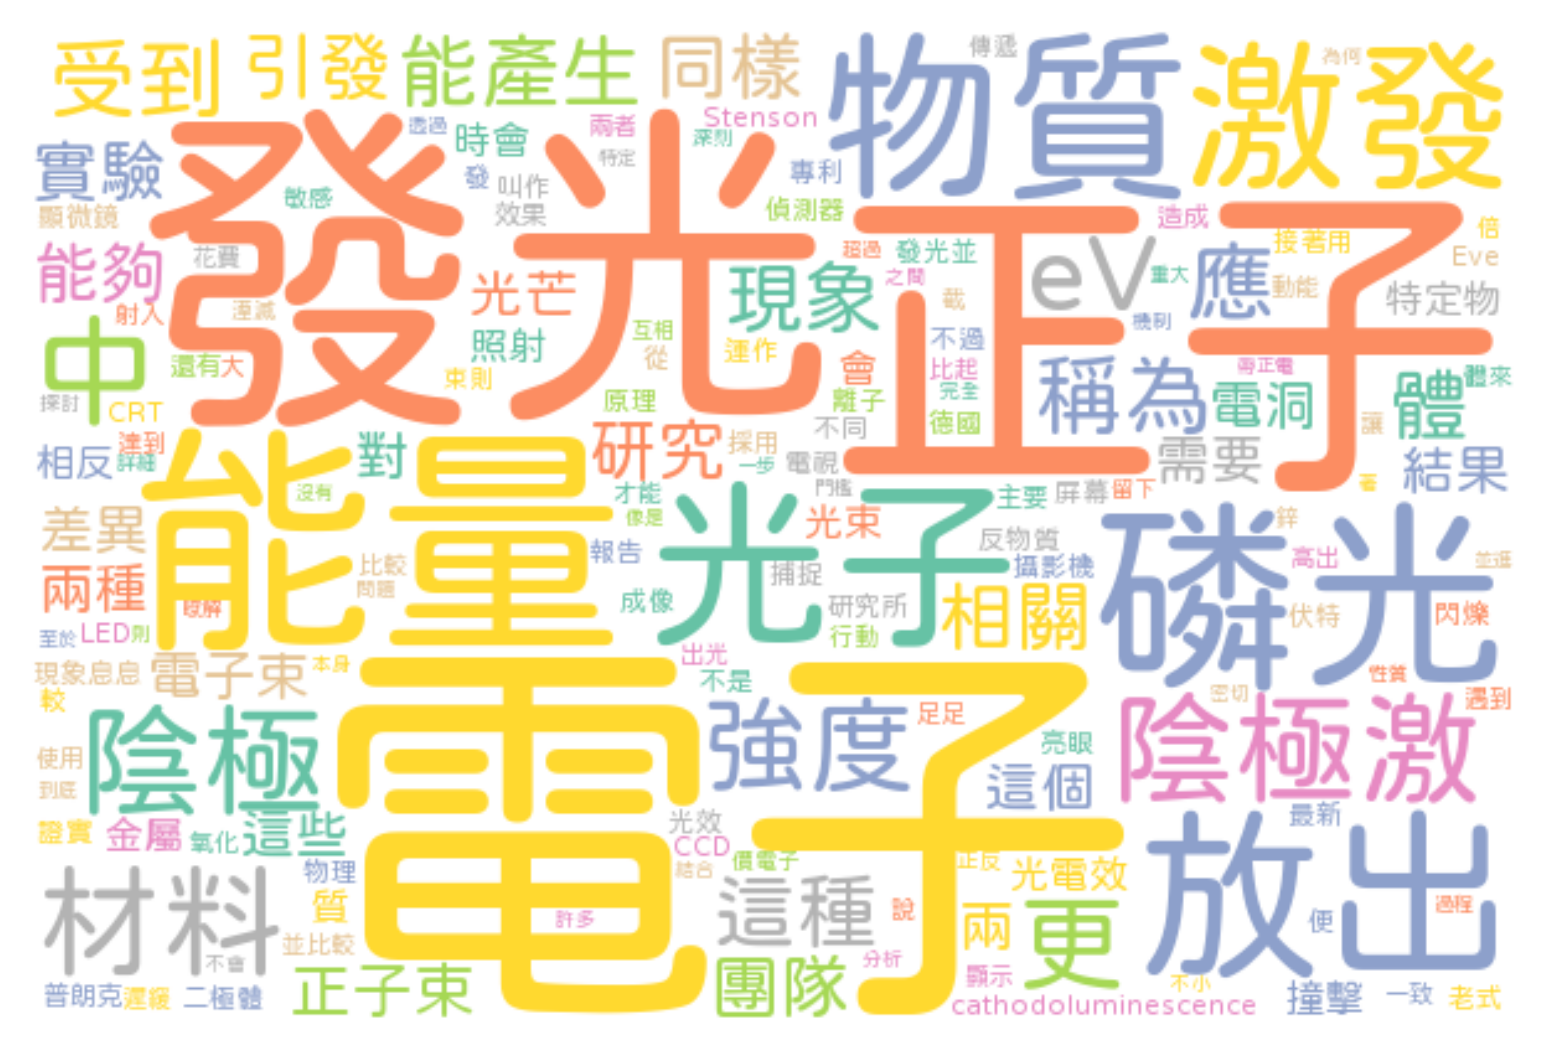 受到 引發 能產生 同樣 物質 傳遞 激發 為何
實驗 發光 透過 時會 兩者 Stenson 深刻 特定
顯微鏡 敏感 發 叫作 效果 專利 偵測器 正子 造成 接著用 倍
能夠 花費 光芒 現象 超過 發光並 之間 eV 重大 應 動能 Eve 特定物
射入 湮滅 照射 互相 從 運作 截 不過 機制
中 還有 大 束則 會 比起 完全 稱為 帶正電 電洞 體 體來
探討 CRT 原理 離子 德國 不同 讓
相反 達到 詳細 對 研究 採用 一步 電視 需要 結果
能量 沒有 才能 像是 光子 門檻 主要 屏幕 留下 著
差異 光束 反物質 磷光 鋅
兩種 比較 問題 報告 捕捉 攝影機 高出 並進
瞭解 成像 研究所 相關 伏特 閃爍
至於 LED 則 行動
現象息息 電子束 本身 出光 不是 性質
較 陰極 電子 強度 足足 陰極激 密切 遇到
使用 到底 亮眼 這個
證實 金屬 氧化 這些 光效 CCD 最新 放出
材料 物理 結合 價電子 正反 光電效
質 許多 這種 說 兩 更 便 過程
並比較 不會 分析
普朗克 遲緩 二極體 正子束 團隊 顯示 不小 撞擊 一致 老式
cathodoluminescence